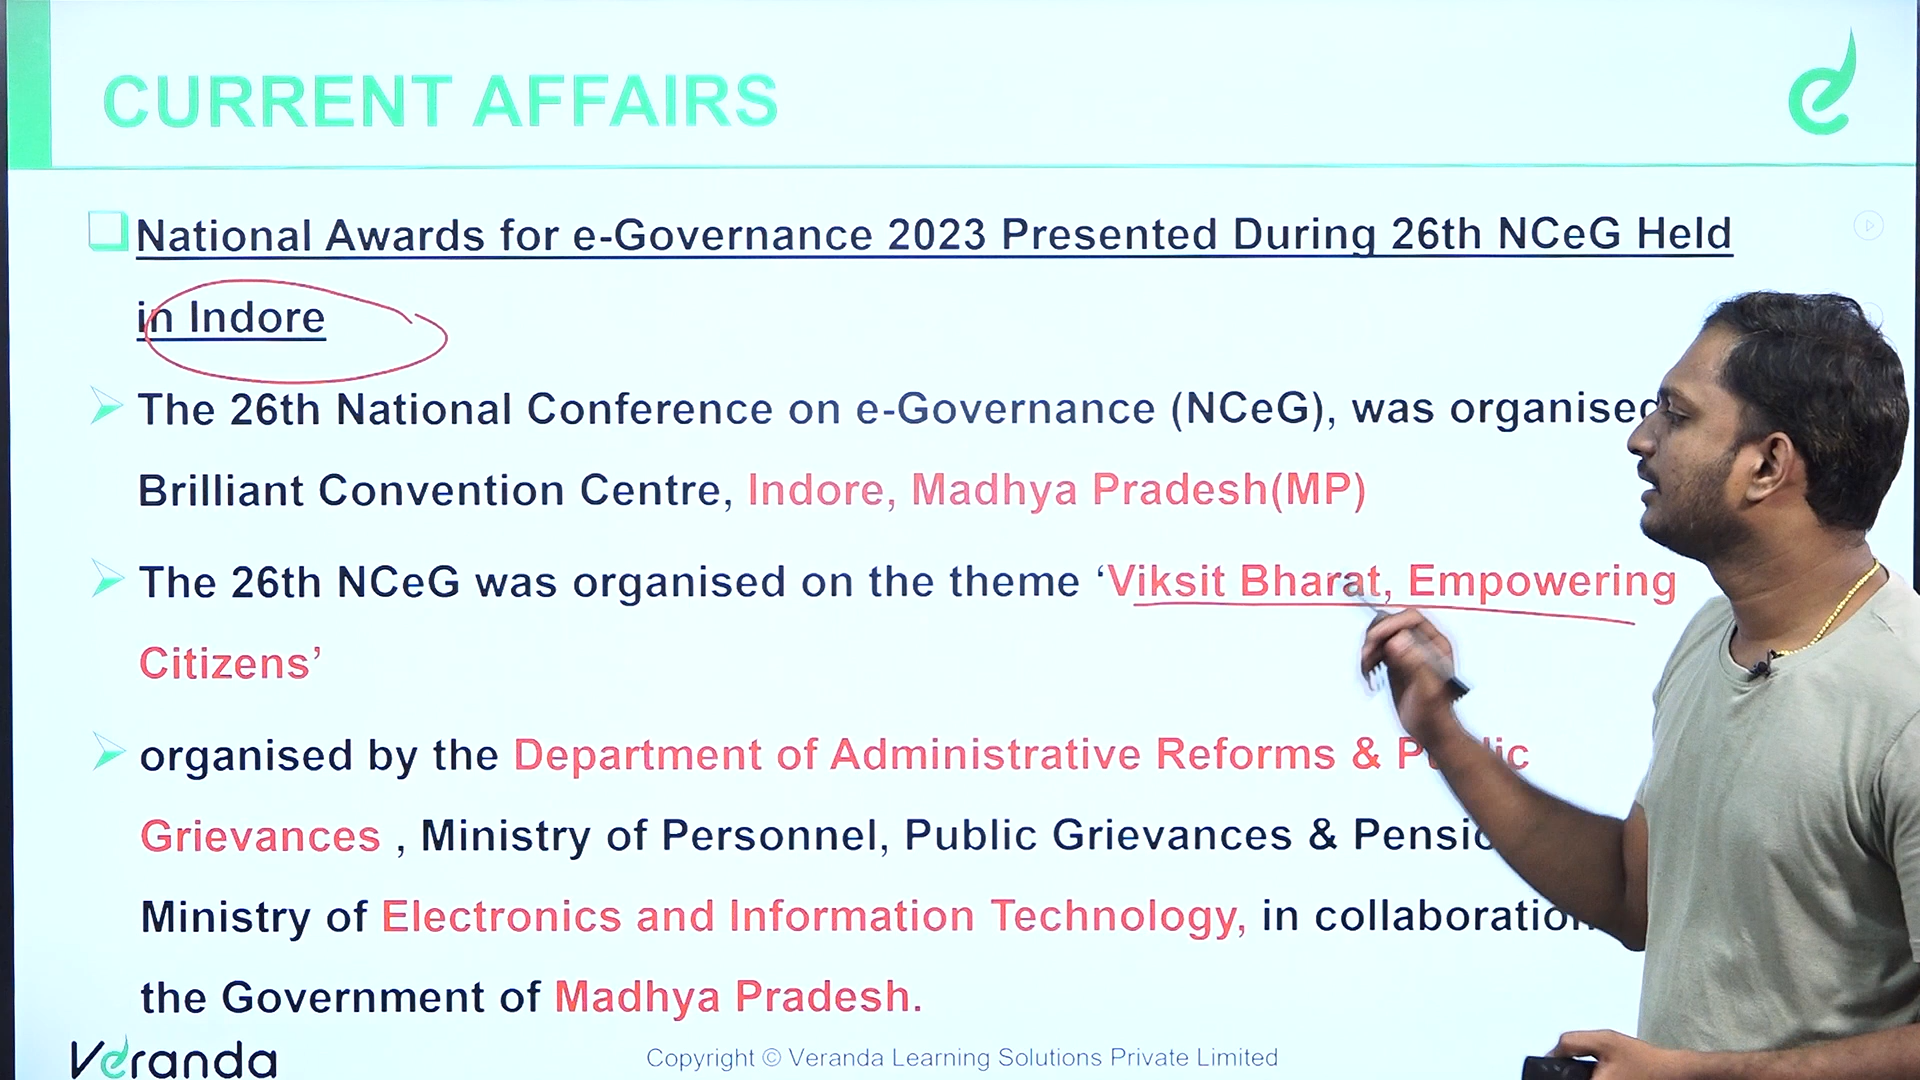 CURRENT AFFAIRS
National Awards for e-Governance 2023 Presented During 26th NCeG Held
in Indore
The 26th National Conference on e-Governance (NCeG), was organised
Brilliant Convention Centre, Indore, Madhya Pradesh(MP)
The 26th NCeG was organised on the theme ‘Viksit Bharat, Empowering
Citizens’
organised by the Department of Administrative Reforms & Public
Grievances , Ministry of Personnel, Public Grievances &
Ministry of Electronics and Information Technology, in collaboration
the Government of Madhya Pradesh.
Veranda
Copyright © Veranda Learning Solutions Private Limited